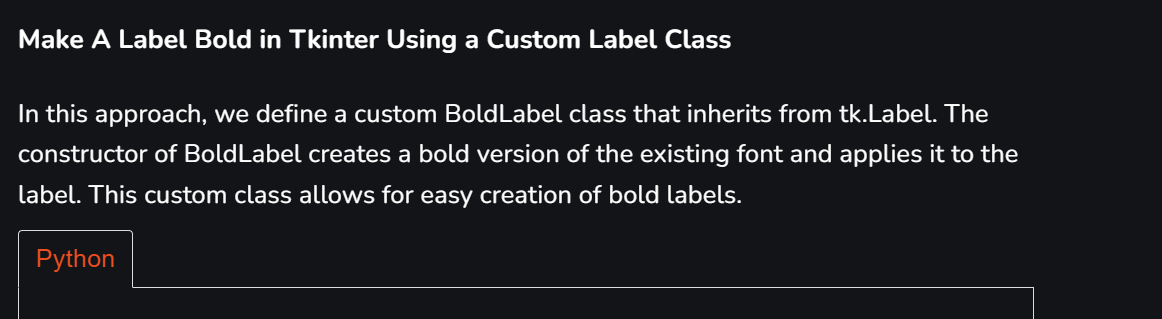 Make A Label Bold in Tkinter Using a Custom Label Class
In this approach, we define a custom BoldLabel class that inherits from tk.Label. The
constructor of BoldLabel creates a bold version of the existing font and applies it to the
label. This custom class allows for easy creation of bold labels.
Python